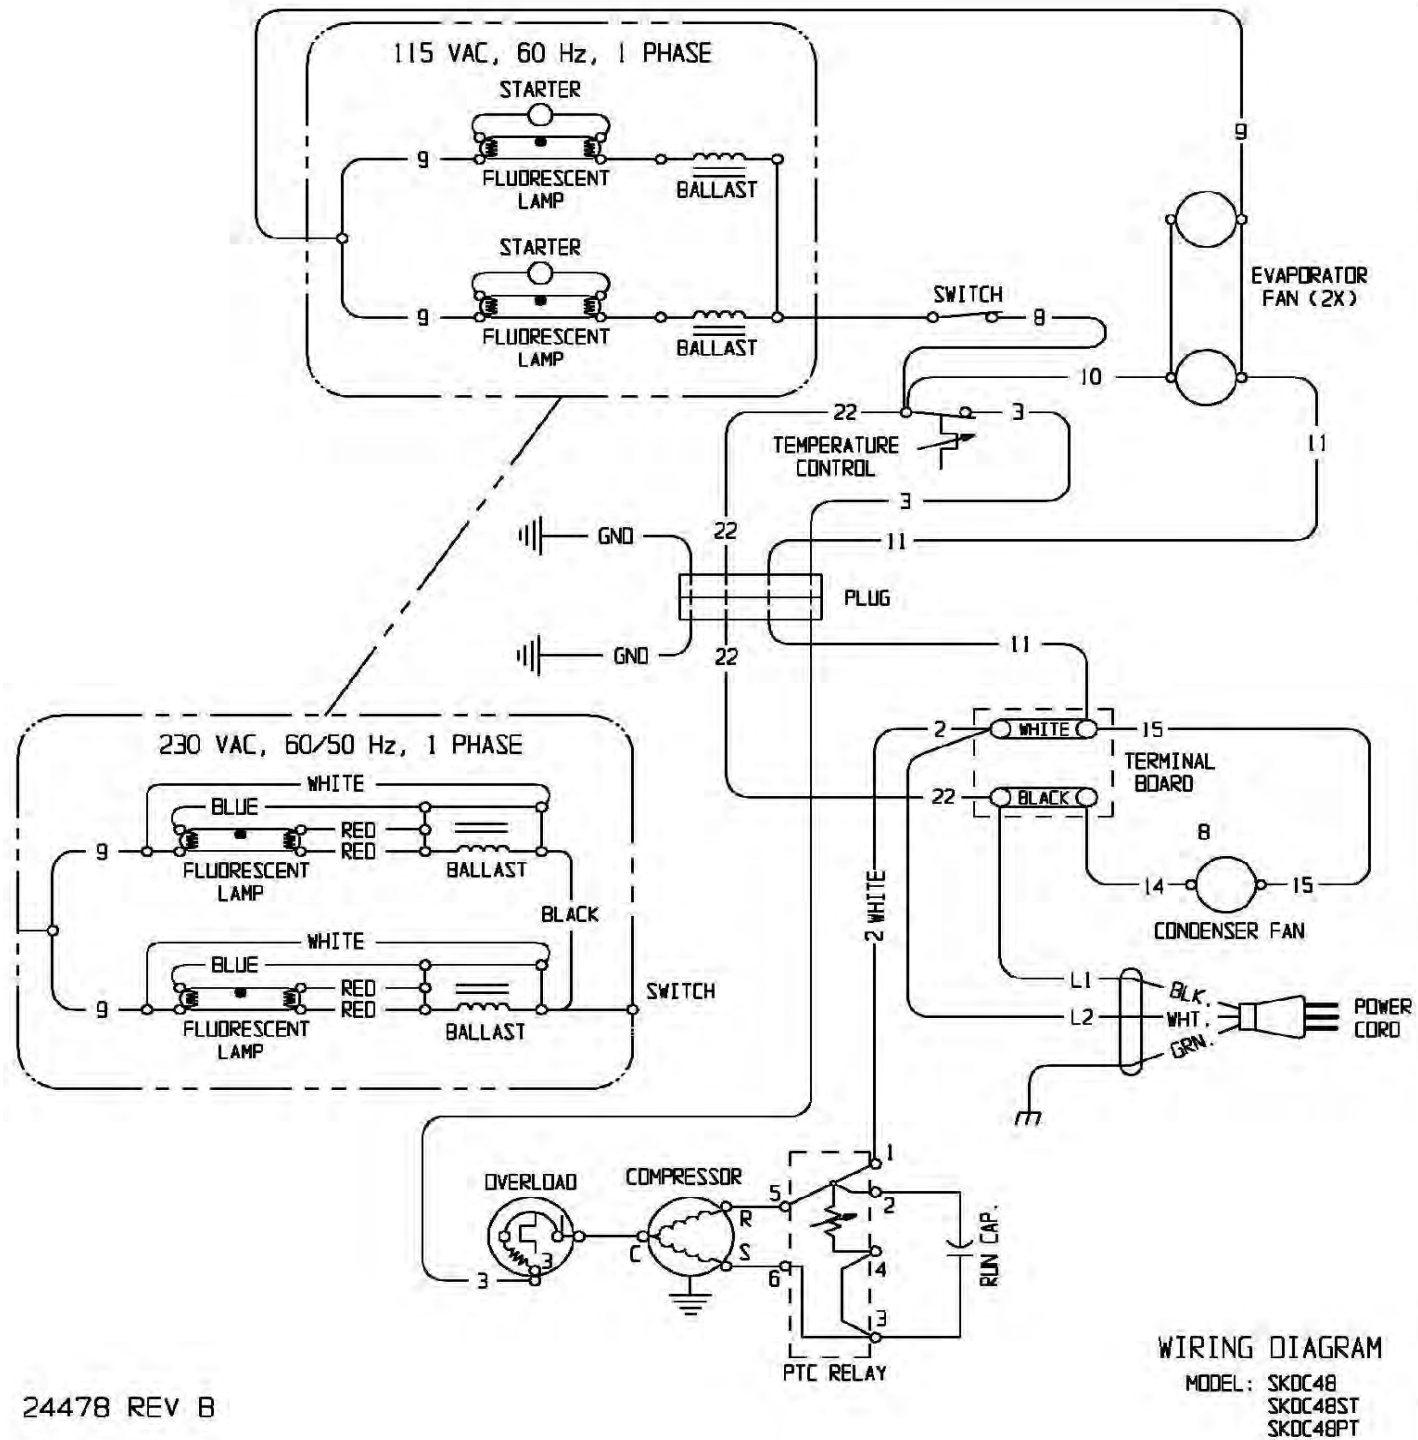 115 VAC, 60 Hz, 1 PHASE
STARTER
9
9
FLUORESCENT
LAMP
BALLAST
STARTER
EVAPORATOR
FAN (2X)
SWITCH
9
8
FLUORESCENT
LAMP
BALLAST
10
22
3
TEMPERATURE
CONTROL
11
3
22
GND
11
PLUG
GND
22
11
2
WHITE
15
230 VAC, 60/50 Hz, 1 PHASE
TERMINAL
BOARD
WHITE
22
BLACK
BLUE
RED
8
9
RED
FLUORESCENT
LAMP
BALLAST
14
15
BLACK
2 WHITE
CONDENSER FAN
WHITE
BLUE
RED
L1
BLK.
SWITCH
9
RED
POWER
CORD
L2
WHT.
FLUORESCENT
LAMP
BALLAST
GRN.
1
OVERLOAD
COMPRESSOR
5
2
R
RUN CAP.
C
S
3
3
6
4
3
PTC RELAY
WIRING DIAGRAM
MODEL: SKDC48
SKDC48ST
SKDC48PT
24478 REV B